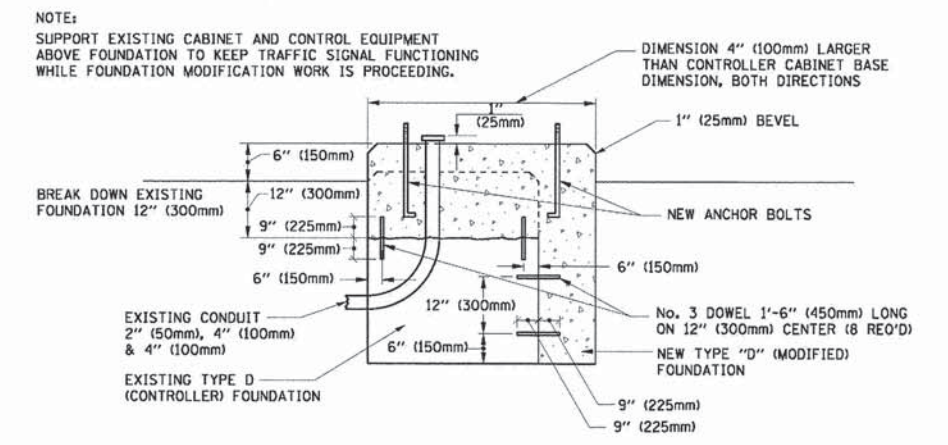 NOTE:
SUPPORT EXISTING CABINET AND CONTROL EQUIPMENT
ABOVE FOUNDATION TO KEEP TRAFFIC SIGNAL FUNCTIONING
WHILE FOUNDATION MODIFICATION WORK IS PROCEEDING.
DIMENSION 4" (100mm) LARGER
THAN CONTROLLER CABINET BASE
DIMENSION, BOTH DIRECTIONS
1"
(25mm)
1" (25mm) BEVEL
6" (150mm)
BREAK DOWN EXISTING
FOUNDATION 12" (300mm)
12" (300mm)
NEW ANCHOR BOLTS
9" (225mm)
9" (225mm)
6" (150mm)
6" (150mm)
12" (300mm)
EXISTING CONDUIT
2" (50mm), 4" (100mm)
& 4" (100mm)
No. 3 DOWEL 1'-6" (450mm) LONG
ON 12" (300mm) CENTER (8 REQ'D)
6" (150mm)
NEW TYPE "D" (MODIFIED)
FOUNDATION
EXISTING TYPE D
(CONTROLLER) FOUNDATION
9" (225mm)
9" (225mm)